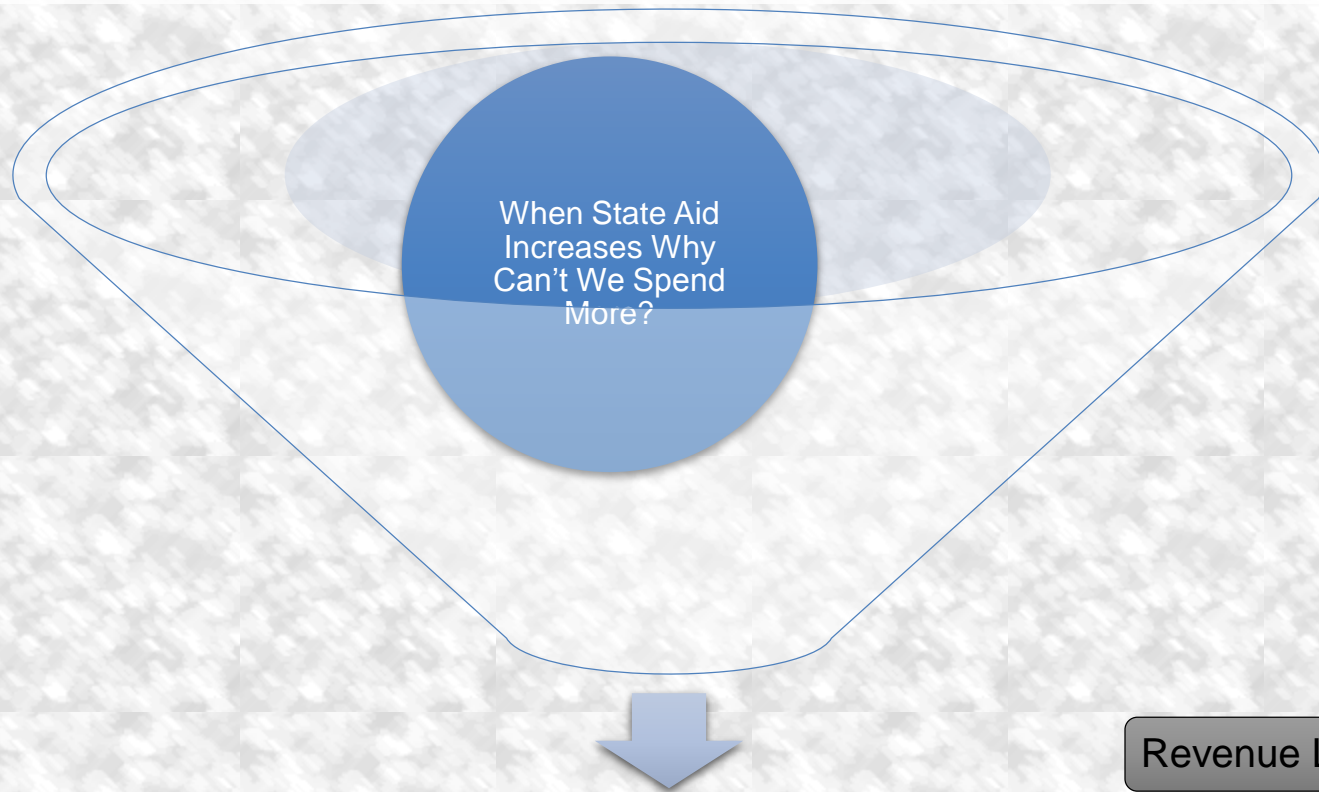 When State Aid
Increases Why
Can’t We Spend
More?
Revenue L